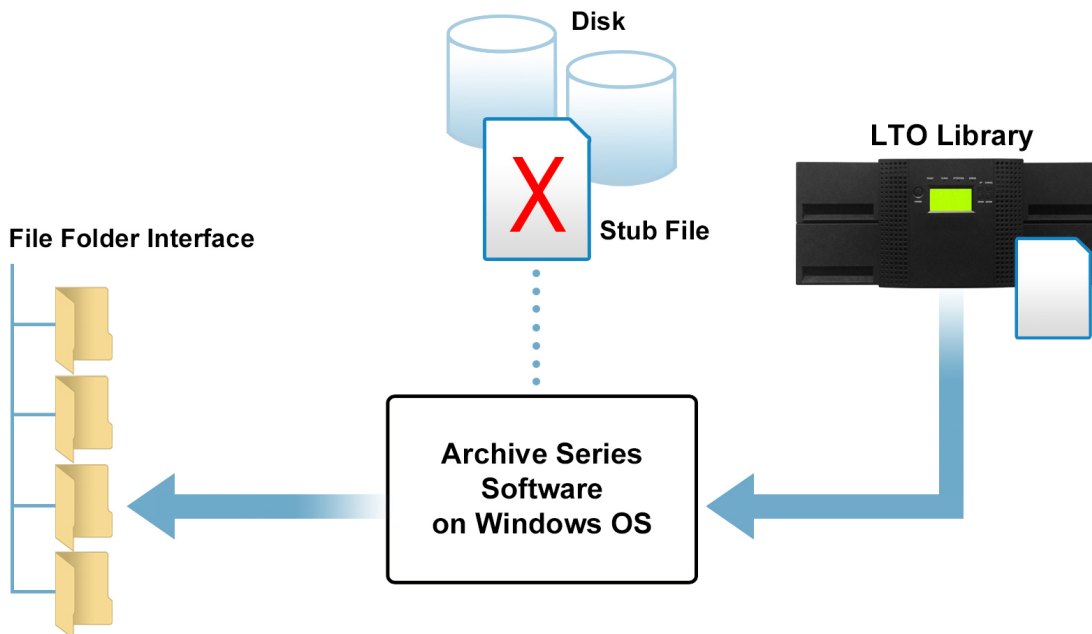 Disk
LTO Library
Stub File
File Folder Interface
X
Archive Series
Software
on Windows OS